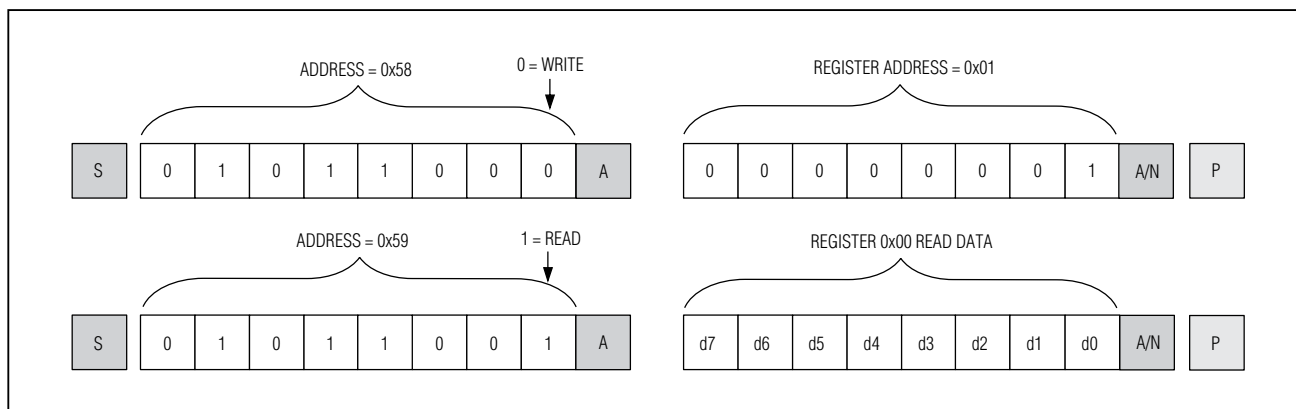 ADDRESS = 0x58 0 = WRITE REGISTER ADDRESS = 0x01
S 0 1 0 1 1 0 0 0 A 0 0 0 0 0 0 0 1 A/N P
ADDRESS = 0x59 1 = READ REGISTER 0x00 READ DATA
S 0 1 0 1 1 0 0 1 A d7 d6 d5 d4 d3 d2 d1 d0 A/N P